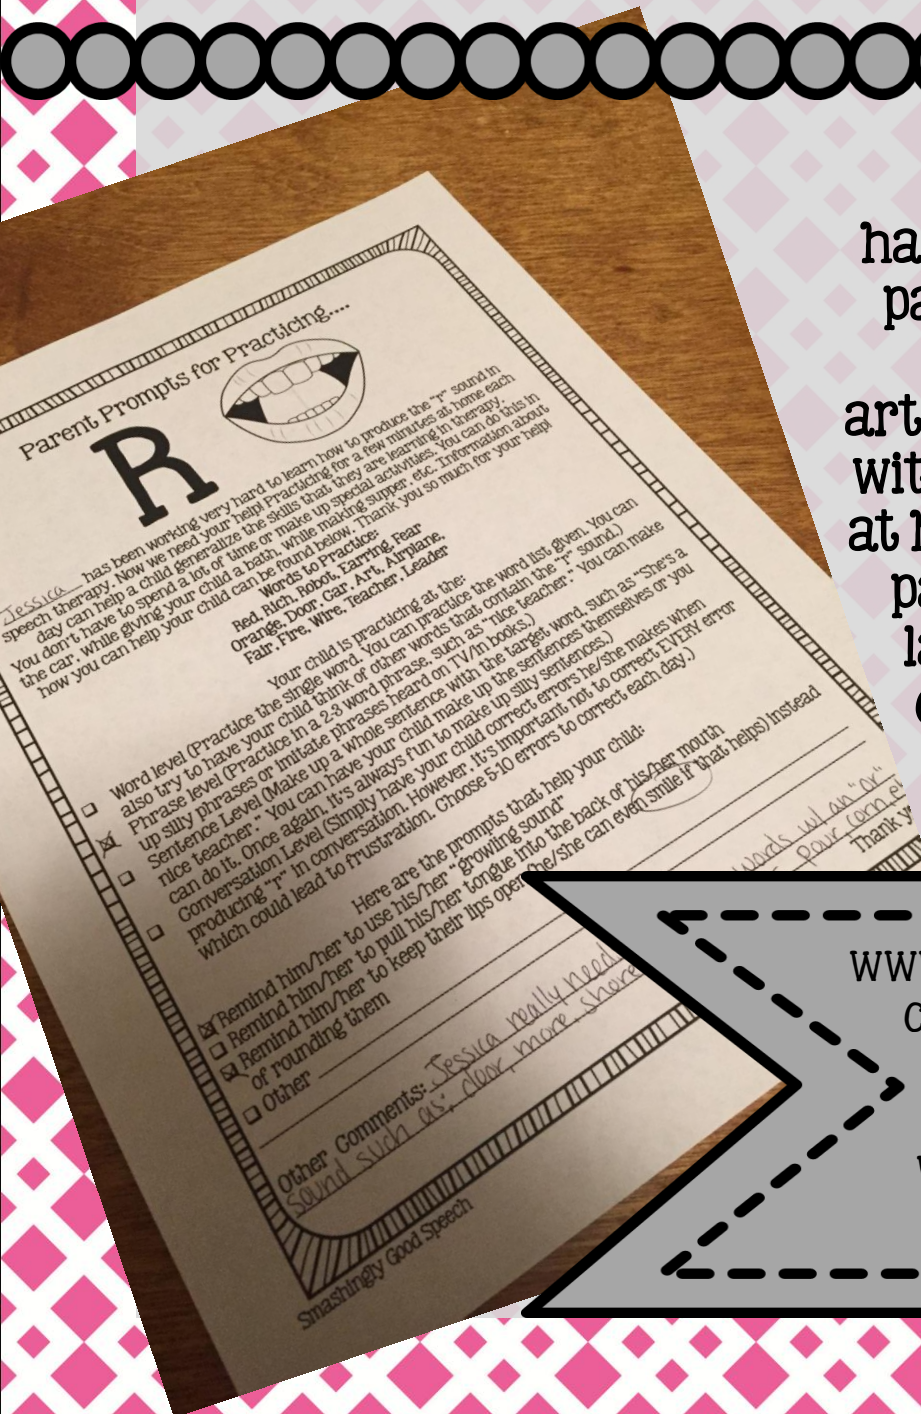 Parent Prompts for Practicing....
R
Jessica has been working very hard to learn how to produce the "r" sound in
speech therapy. Now we need your help! Practicing for a few minutes at home each
day can help a child generalize the skills that they are learning in therapy.
You don't have to spend a lot of time or make up special activities. You can do this in
the car, while giving your child a bath, while making supper, etc. Information about
how you can help your child can be found below. Thank you so much for your help!
Words to Practice:
Red, Rich, Robot, Earring, Fear
Orange, Door, Car, Art, Airplane,
Fair, Fire, Wire, Teacher, Leader
Your child is practicing at the:
Word level (Practice the single word. You can practice the word list given. You can
also try to have your child think of other words that contain the "r" sound.)
Phrase level (Practice in a 2-3 word phrase, such as "nice teacher." You can make
up silly phrases or imitate phrases heard on TV/in books.)
Sentence Level (Make up a whole sentence with the target word, such as "She's a
nice teacher." You can have your child make up the sentences themselves or you
can do it. Once again, it's always fun to make up silly sentences.)
Conversation Level (Simply have your child correct errors he/she makes when
producing "r" in conversation. However, it's important not to correct EVERY error
which could lead to frustration. Choose 5-10 errors to correct each day.)
Here are the prompts that help your child:
Remind him/her to use his/her "growling sound"
Remind him/her to pull his/her tongue into the back of his/her mouth
Remind him/her to keep their lips open (he/she can even smile if that helps) instead
of rounding them
Other
Other Comments: Jessica really need words w/ an "or"
sound such as; door, more, shore pour, corn,
Thank
Smashingly Good Speech
ha
pa
art
wit
at
pa
la
WWW